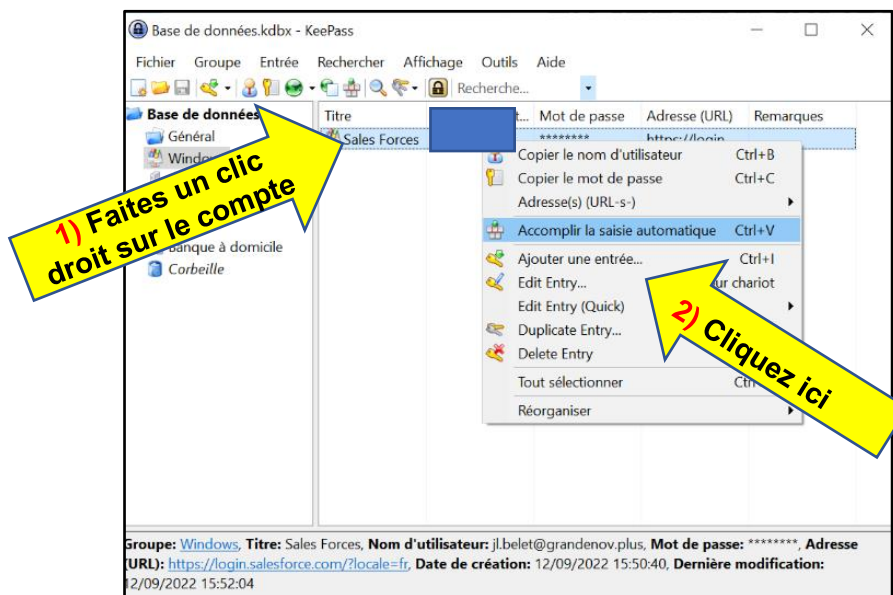 Base de données.kdbx - KeePass
Fichier Groupe Entrée Rechercher Affichage Outils Aide
Recherche...
Base de données
Général
Windows
Banque à domicile
Corbeille
Titre Mot de passe Adresse (URL) Remarques
Sales Forces ******** https://login
Copier le nom d'utilisateur Ctrl+B
Copier le mot de passe Ctrl+C
Adresse(s) (URL-s-)
Accomplir la saisie automatique Ctrl+V
Ajouter une entrée... Ctrl+I
Edit Entry... chariot
Edit Entry (Quick)
Duplicate Entry...
Delete Entry
Tout sélectionner
Réorganiser
1) Faites un clic
droit sur le compte
2) Cliquez ici
Groupe: Windows, Titre: Sales Forces, Nom d'utilisateur: jl.belet@grandenov.plus, Mot de passe: ********, Adresse
(URL): https://login.salesforce.com/?locale=fr, Date de création: 12/09/2022 15:50:40, Dernière modification:
12/09/2022 15:52:04